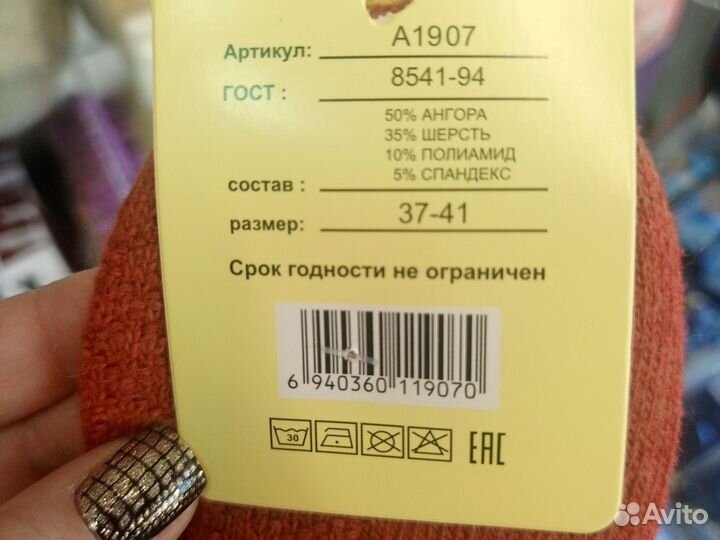 Артикул: А1907
ГОСТ : 8541-94
50% АНГОРА
35% ШЕРСТЬ
10% ПОЛИАМИД
состав : 5% СПАНДЕКС
размер: 37-41
Срок годности не ограничен
6 940360 119070
30
EAC
Avito